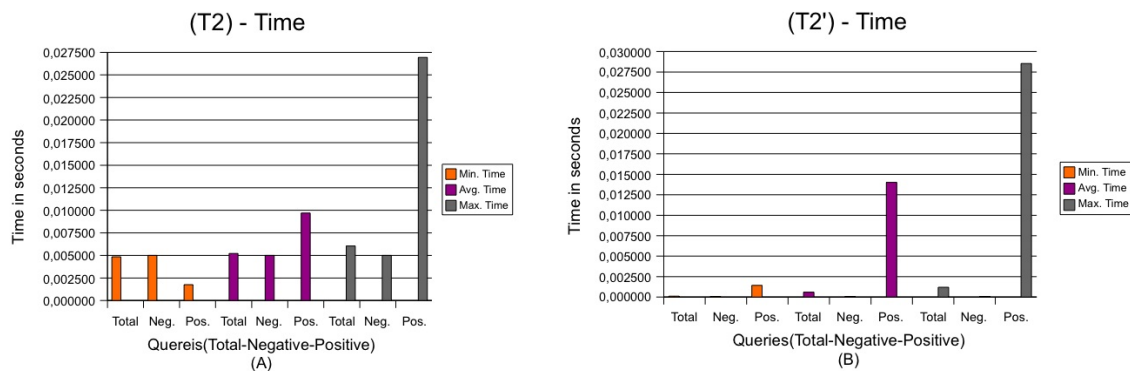 (T2) - Time
0,027500
0,025000
0,022500
0,020000
0,017500
0,015000
0,012500
0,010000
0,007500
0,005000
0,002500
0,000000
Time in seconds
Total Neg. Pos. Total Neg. Pos. Total Neg. Pos.
Quereis(Total-Negative-Positive)
(A)
Min. Time
Avg. Time
Max. Time
(T2') - Time
0,030000
0,027500
0,025000
0,022500
0,020000
0,017500
0,015000
0,012500
0,010000
0,007500
0,005000
0,002500
0,000000
Time in seconds
Total Neg. Pos. Total Neg. Pos. Total Neg. Pos.
Queries(Total-Negative-Positive)
(B)
Min. Time
Avg. Time
Max. Time